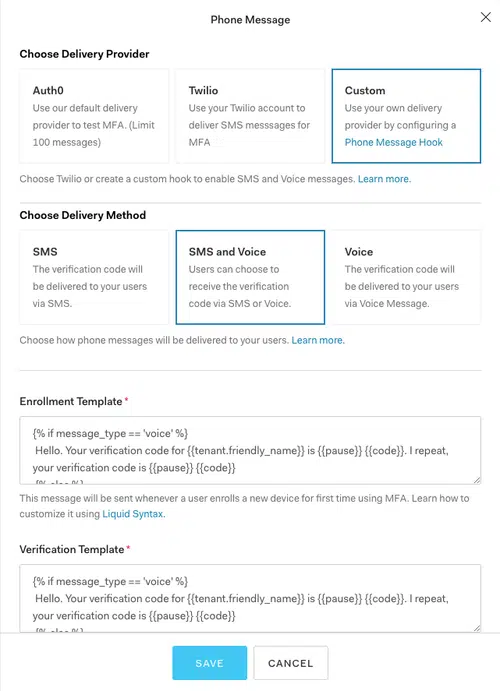 Phone Message
Choose Delivery Provider
Auth0
Use our default delivery
provider to test MFA. (Limit
100 messages)
Twilio
Use your Twilio account to
deliver SMS messsages for
MFA
Custom
Use your own delivery
provider by configuring a
Phone Message Hook
Choose Twilio or create a custom hook to enable SMS and Voice messages. Learn more.
Choose Delivery Method
SMS
The verification code will
be delivered to your users
via SMS.
SMS and Voice
Users can choose to
receive the verification
code via SMS or Voice.
Voice
The verification code will
be delivered to your users
via Voice Message.
Choose how phone messages will be delivered to your users. Learn more.
Enrollment Template *
{% if message_type == 'voice' %}
Hello. Your verification code for {{tenant.friendly_name}} is {{pause}} {{code}}. I repeat,
your verification code is {{pause}} {{code}}
{% else %}
This message will be sent whenever a user enrolls a new device for first time using MFA. Learn how to
customize it using Liquid Syntax.
Verification Template *
{% if message_type == 'voice' %}
Hello. Your verification code for {{tenant.friendly_name}} is {{pause}} {{code}}. I repeat,
your verification code is {{pause}} {{code}}
{% else %}
SAVE
CANCEL